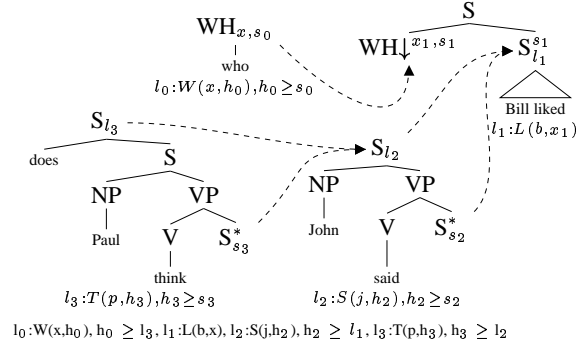 S
WH_{x,s_0}
WH↓^{x_1,s_1} S_{l_1}^{s_1}
who
l_0:W(x,h_0),h_0≥s_0
Bill liked
l_1:L(b,x_1)
S_{l_3}
does S
S_{l_2}
NP VP
NP VP
Paul V S*_{s_3}
John V S*_{s_2}
think
said
l_3:T(p,h_3),h_3≥s_3
l_2:S(j,h_2),h_2≥s_2
l_0:W(x,h_0), h_0 ≥ l_3, l_1:L(b,x), l_2:S(j,h_2), h_2 ≥ l_1, l_3:T(p,h_3), h_3 ≥ l_2